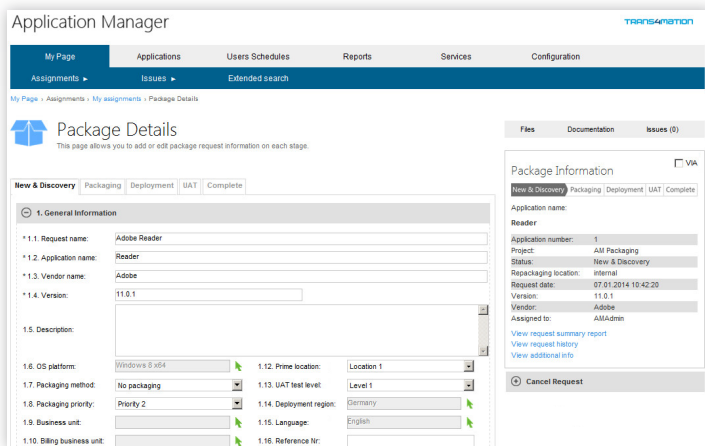 Application Manager
TRANS4MATION
My Page Applications Users Schedules Reports Services Configuration
Assignments ► Issues ► Extended search
My Page › Assignments › My assignments › Package Details
Package Details
This page allows you to add or edit package request information on each stage.
New & Discovery Packaging Deployment UAT Complete
1. General Information
* 1.1. Request name: Adobe Reader
* 1.2. Application name: Reader
* 1.3. Vendor name: Adobe
* 1.4. Version: 11.0.1
1.5. Description:
1.6. OS platform: Windows 8 x64 1.12. Prime location: Location 1
1.7. Packaging method: No packaging 1.13. UAT test level: Level 1
1.8. Packaging priority: Priority 2 1.14. Deployment region: Germany
1.9. Business unit: 1.15. Language: English
1.10. Billing business unit: 1.16. Reference Nr:
Files Documentation Issues (0)
VIA
Package Information
New & Discovery Packaging Deployment UAT Complete
Application name:
Reader
Application number: 1
Project: AM Packaging
Status: New & Discovery
Repackaging location: internal
Request date: 07.01.2014 10:42:20
Version: 11.0.1
Vendor: Adobe
Assigned to: AMAdmin
View request summary report
View request history
View additional info
Cancel Request